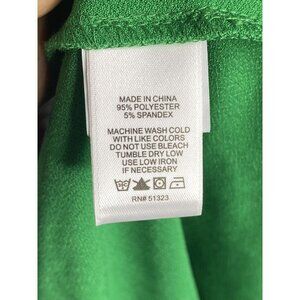 MADE IN CHINA
95% POLYESTER
5% SPANDEX
MACHINE WASH COLD
WITH LIKE COLORS
DO NOT USE BLEACH
TUMBLE DRY LOW
USE LOW IRON
IF NECESSARY
RN# 51323